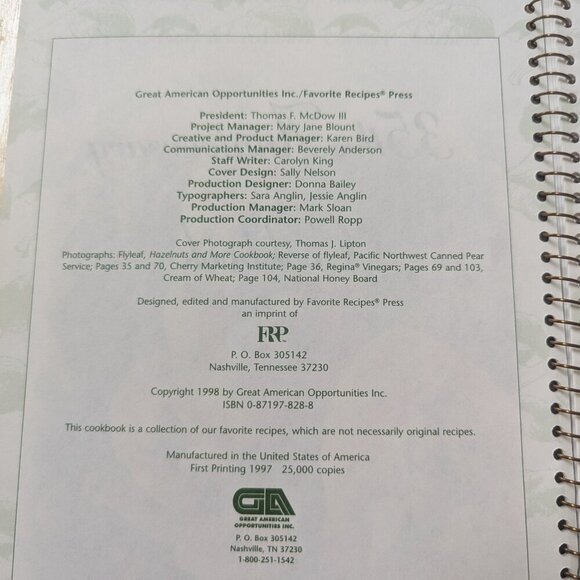 Great American Opportunities Inc./Favorite Recipes® Press
President: Thomas F. McDow III
Project Manager: Mary Jane Blount
Creative and Product Manager: Karen Bird
Communications Manager: Beverely Anderson
Staff Writer: Carolyn King
Cover Design: Sally Nelson
Production Designer: Donna Bailey
Typographers: Sara Anglin, Jessie Anglin
Production Manager: Mark Sloan
Production Coordinator: Powell Ropp
Cover Photograph courtesy, Thomas J. Lipton
Photographs: Flyleaf, Hazelnuts and More Cookbook; Reverse of flyleaf, Pacific Northwest Canned Pear
Service; Pages 35 and 70, Cherry Marketing Institute; Page 36, Regina® Vinegars; Pages 69 and 103,
Cream of Wheat; Page 104, National Honey Board
Designed, edited and manufactured by Favorite Recipes® Press
an imprint of
FRP
P. O. Box 305142
Nashville, Tennessee 37230
Copyright 1998 by Great American Opportunities Inc.
ISBN 0-87197-828-8
This cookbook is a collection of our favorite recipes, which are not necessarily original recipes.
Manufactured in the United States of America
First Printing 1997 25,000 copies
GA
GREAT AMERICAN
OPPORTUNITIES INC.
P. O. Box 305142
Nashville, TN 37230
1-800-251-1542